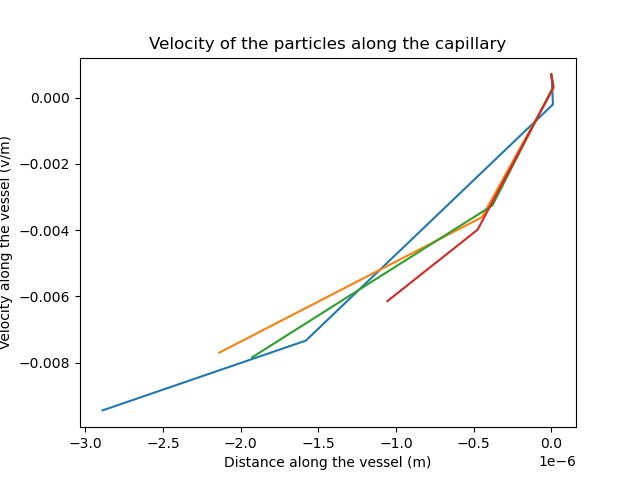 Velocity of the particles along the capillary
Velocity along the vessel (v/m)
0.000
−0.002
−0.004
−0.006
−0.008
−3.0 −2.5 −2.0 −1.5 −1.0 −0.5 0.0
1e−6
Distance along the vessel (m)